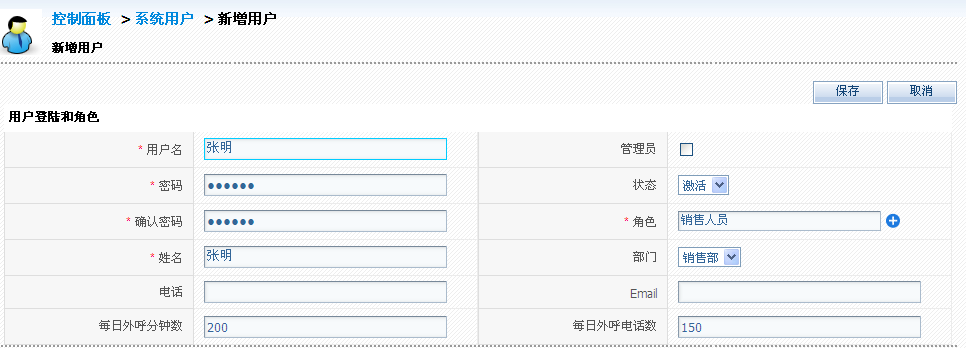 控制面板 > 系统用户 > 新增用户
新增用户
保存 取消
用户登陆和角色
* 用户名 张明 管理员
* 密码 ●●●●●● 状态 激活
* 确认密码 ●●●●●● * 角色 销售人员
* 姓名 张明 部门 销售部
电话 Email
每日外呼分钟数 200 每日外呼电话数 150